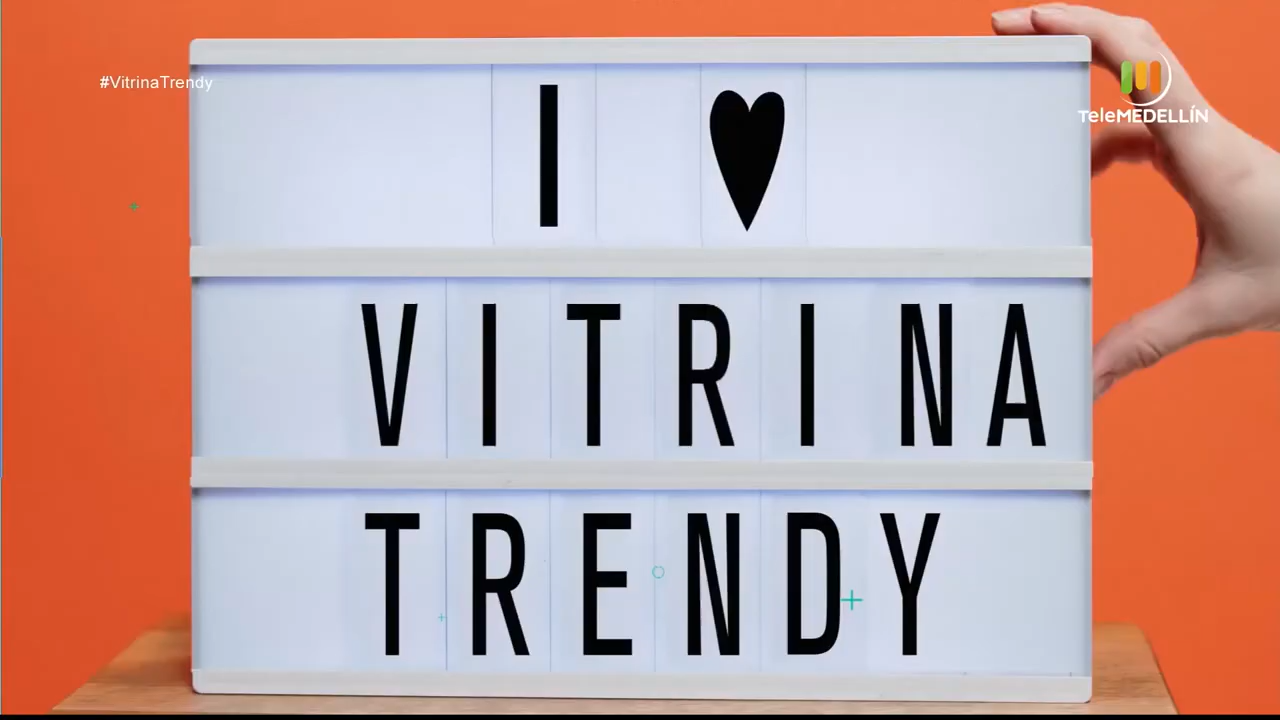 #VitrinaTrendy
TeleMEDELLÍN
I ♥
VITRINA
TRENDY